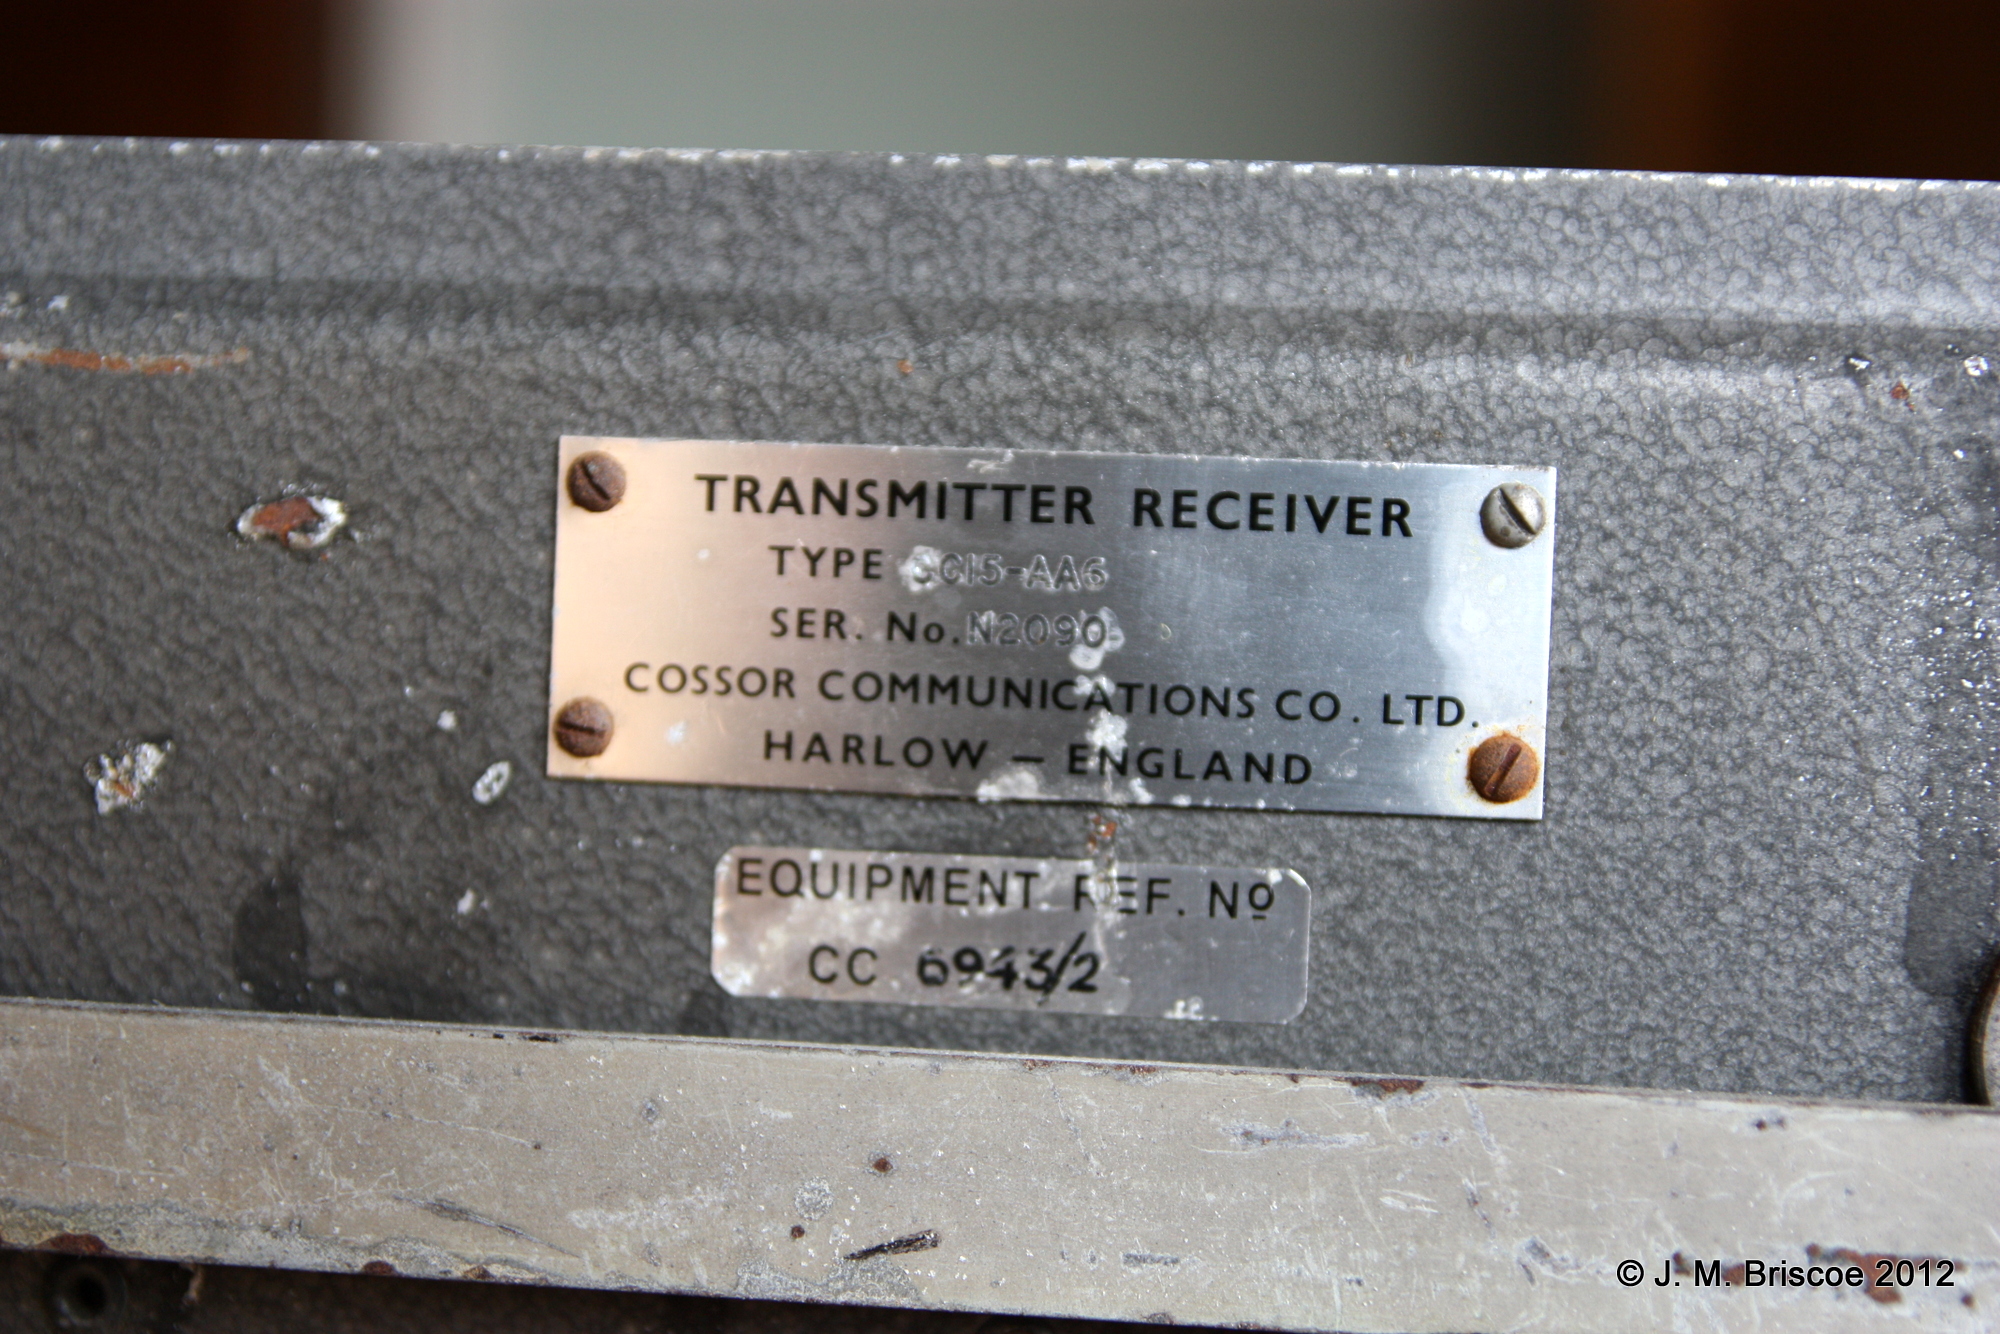 TRANSMITTER RECEIVER
TYPE CC15-AA6
SER. No. N2090
COSSOR COMMUNICATIONS CO. LTD.
HARLOW — ENGLAND
EQUIPMENT REF. Nº
CC 6943/2
© J. M. Briscoe 2012